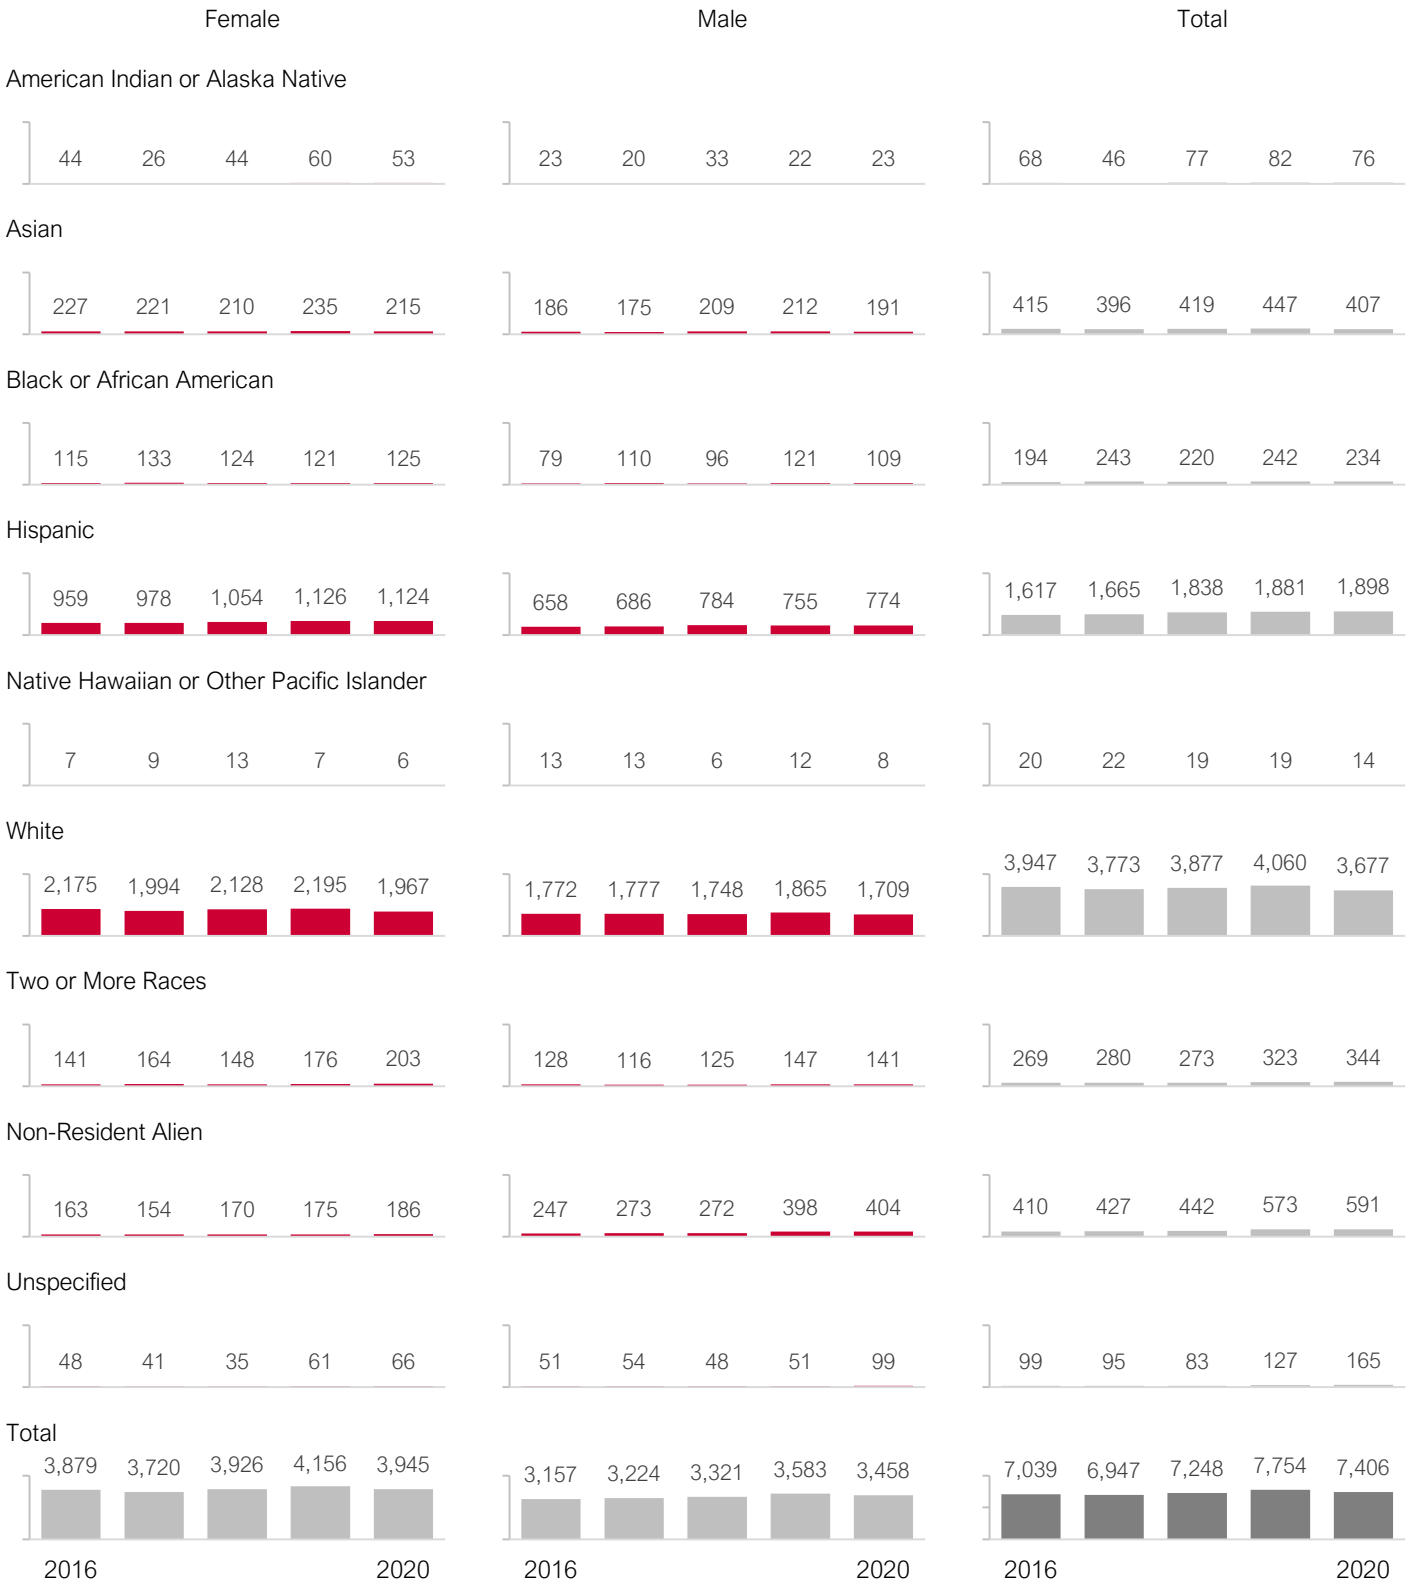 Female Male Total
American Indian or Alaska Native
44 26 44 60 53 23 20 33 22 23 68 46 77 82 76
Asian
227 221 210 235 215 186 175 209 212 191 415 396 419 447 407
Black or African American
115 133 124 121 125 79 110 96 121 109 194 243 220 242 234
Hispanic
959 978 1,054 1,126 1,124 658 686 784 755 774 1,617 1,665 1,838 1,881 1,898
Native Hawaiian or Other Pacific Islander
7 9 13 7 6 13 13 6 12 8 20 22 19 19 14
White
2,175 1,994 2,128 2,195 1,967 1,772 1,777 1,748 1,865 1,709 3,947 3,773 3,877 4,060 3,677
Two or More Races
141 164 148 176 203 128 116 125 147 141 269 280 273 323 344
Non-Resident Alien
163 154 170 175 186 247 273 272 398 404 410 427 442 573 591
Unspecified
48 41 35 61 66 51 54 48 51 99 99 95 83 127 165
Total
3,879 3,720 3,926 4,156 3,945 3,157 3,224 3,321 3,583 3,458 7,039 6,947 7,248 7,754 7,406
2016 2020 2016 2020 2016 2020